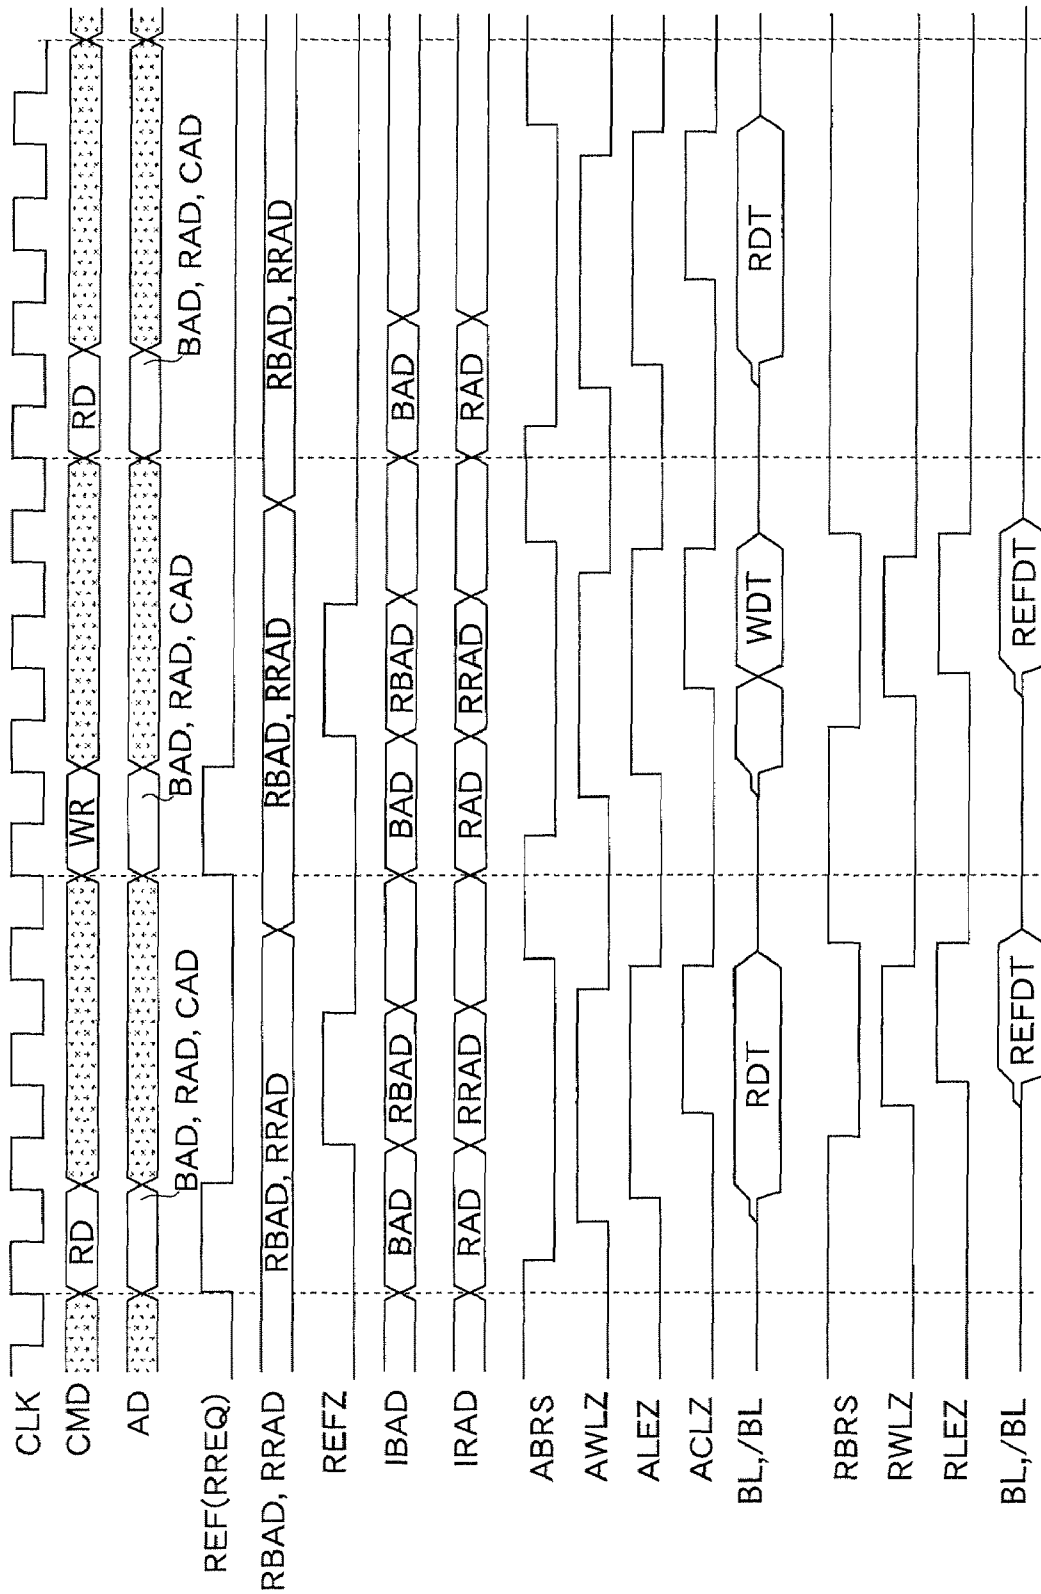 CLK
CMD RD WR RD
AD BAD, RAD, CAD BAD, RAD, CAD BAD, RAD, CAD
REF(RREQ)
RBAD, RRAD RBAD, RRAD RBAD, RRAD RBAD, RRAD
REFZ
IBAD BAD RBAD BAD RBAD BAD
IRAD RAD RRAD RAD RRAD RAD
ABRS
AWLZ
ALEZ
ACLZ
BL,/BL RDT WDT RDT
RBRS
RWLZ
RLEZ
BL,/BL REFDT REFDT